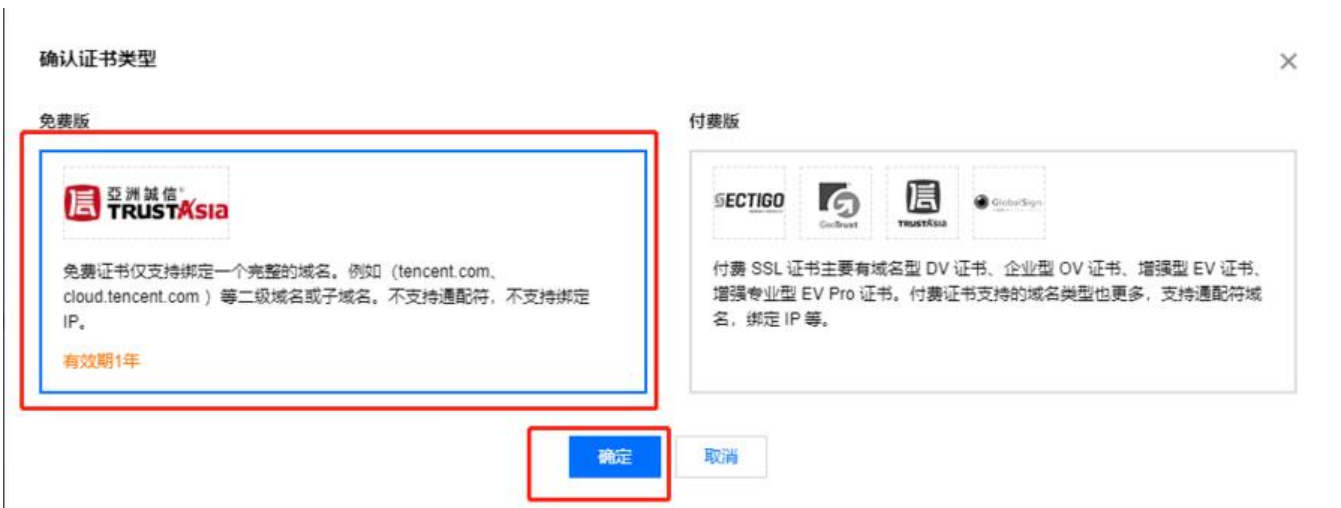 确认证书类型
免费版
亞洲誠信
TRUSTASIA
免费证书仅支持绑定一个完整的域名。例如（tencent.com、
cloud.tencent.com ）等二级域名或子域名。不支持通配符，不支持绑定
IP。
有效期1年
付费版
SECTIGO
GeoTrust
TRUSTASIA
GlobalSign
付费 SSL 证书主要有域名型 DV 证书、企业型 OV 证书、增强型 EV 证书、
增强专业型 EV Pro 证书。付费证书支持的域名类型也更多，支持通配符域
名，绑定 IP 等。
确定
取消